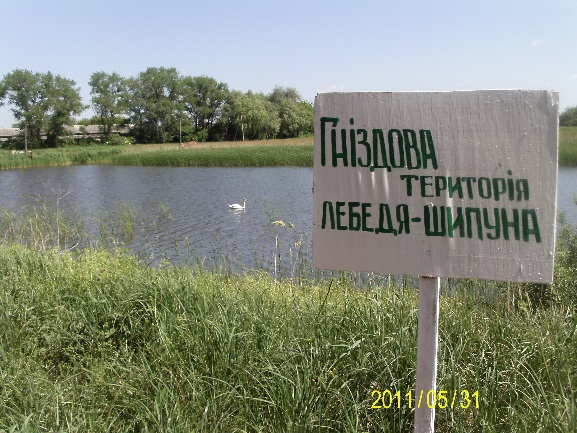 Гніздова
територія
лебедя-шипуна
2011/05/31